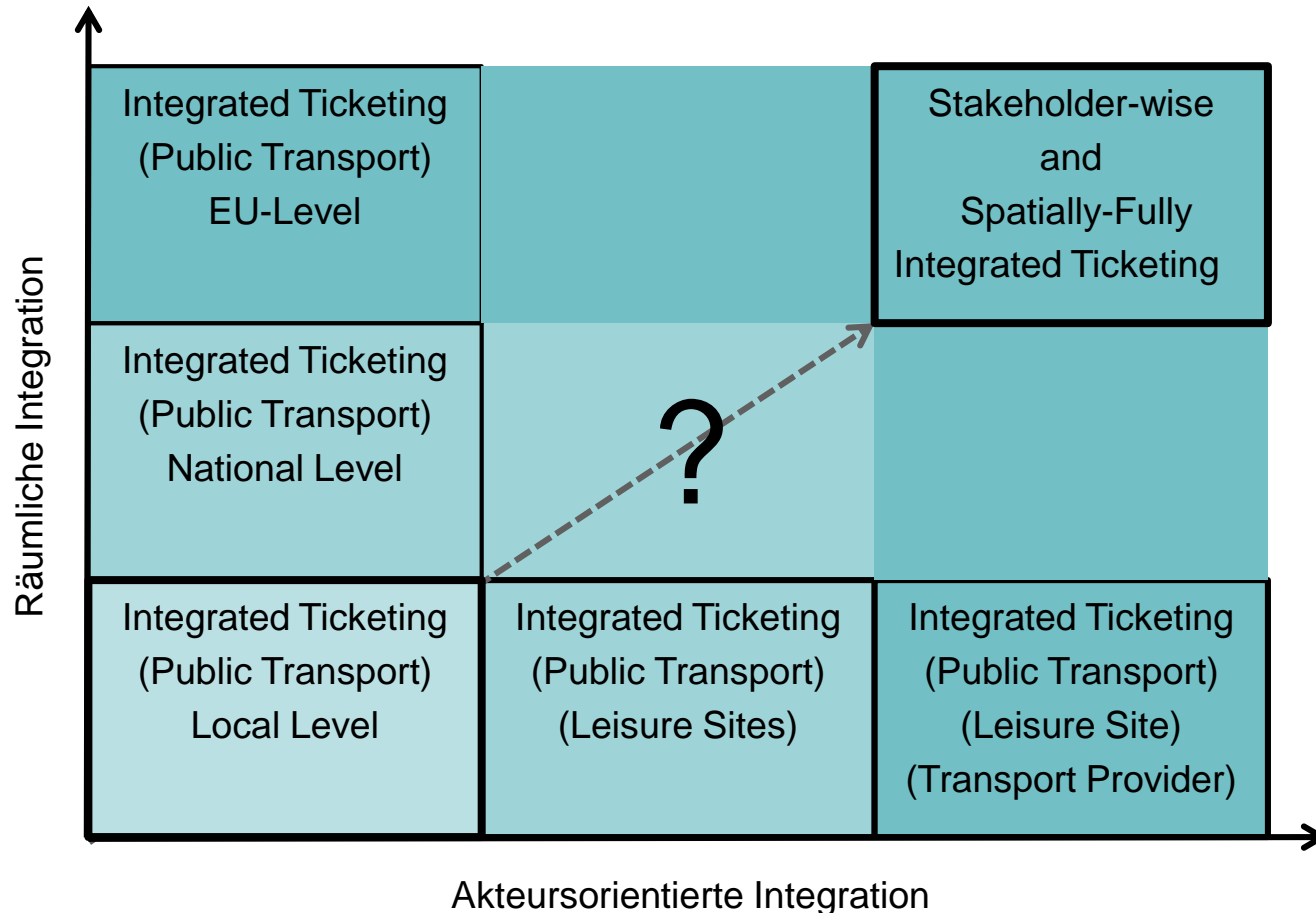 Integrated Ticketing
(Public Transport)
EU-Level
Stakeholder-wise
and
Spatially-Fully
Integrated Ticketing
Räumliche Integration
Integrated Ticketing
(Public Transport)
National Level
?
Integrated Ticketing
(Public Transport)
Local Level
Integrated Ticketing
(Public Transport)
(Leisure Sites)
Integrated Ticketing
(Public Transport)
(Leisure Site)
(Transport Provider)
Akteursorientierte Integration